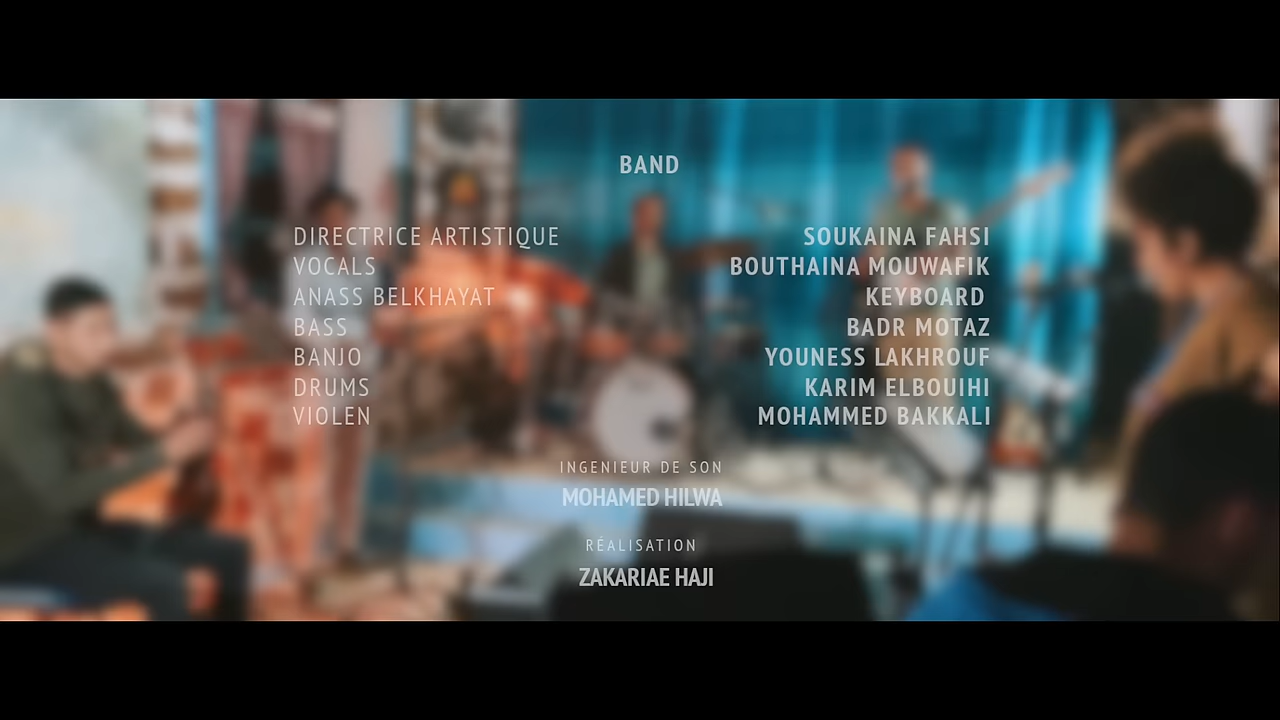 BAND
DIRECTRICE ARTISTIQUE SOUKAINA FAHSI
VOCALS BOUTHAINA MOUWAFIK
ANASS BELKHAYAT KEYBOARD
BASS BADR MOTAZ
BANJO YOUNESS LAKHROUF
DRUMS KARIM ELBOUIHI
VIOLEN MOHAMMED BAKKALI
INGENIEUR DE SON
MOHAMED HILWA
RÉALISATION
ZAKARIAE HAJI